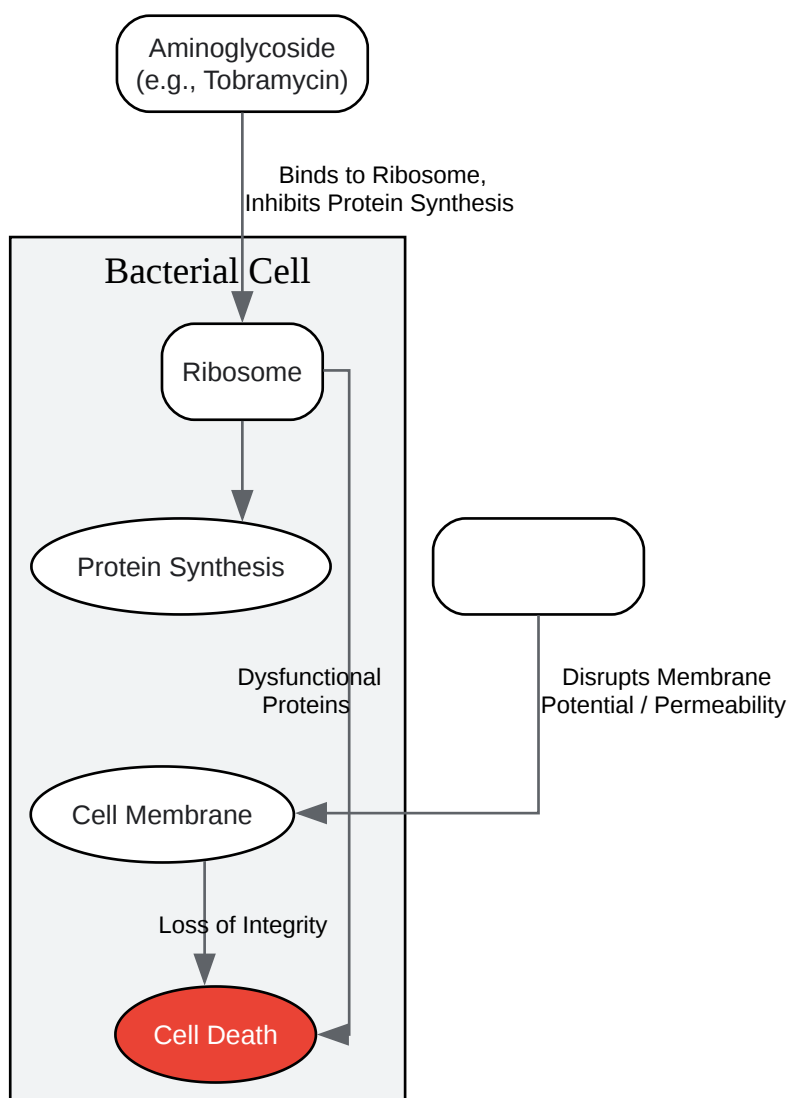 Aminoglycoside
(e.g., Tobramycin)
Binds to Ribosome,
Inhibits Protein Synthesis
Bacterial Cell
Ribosome
Protein Synthesis
Dysfunctional
Proteins
Disrupts Membrane
Potential / Permeability
Cell Membrane
Loss of Integrity
Cell Death